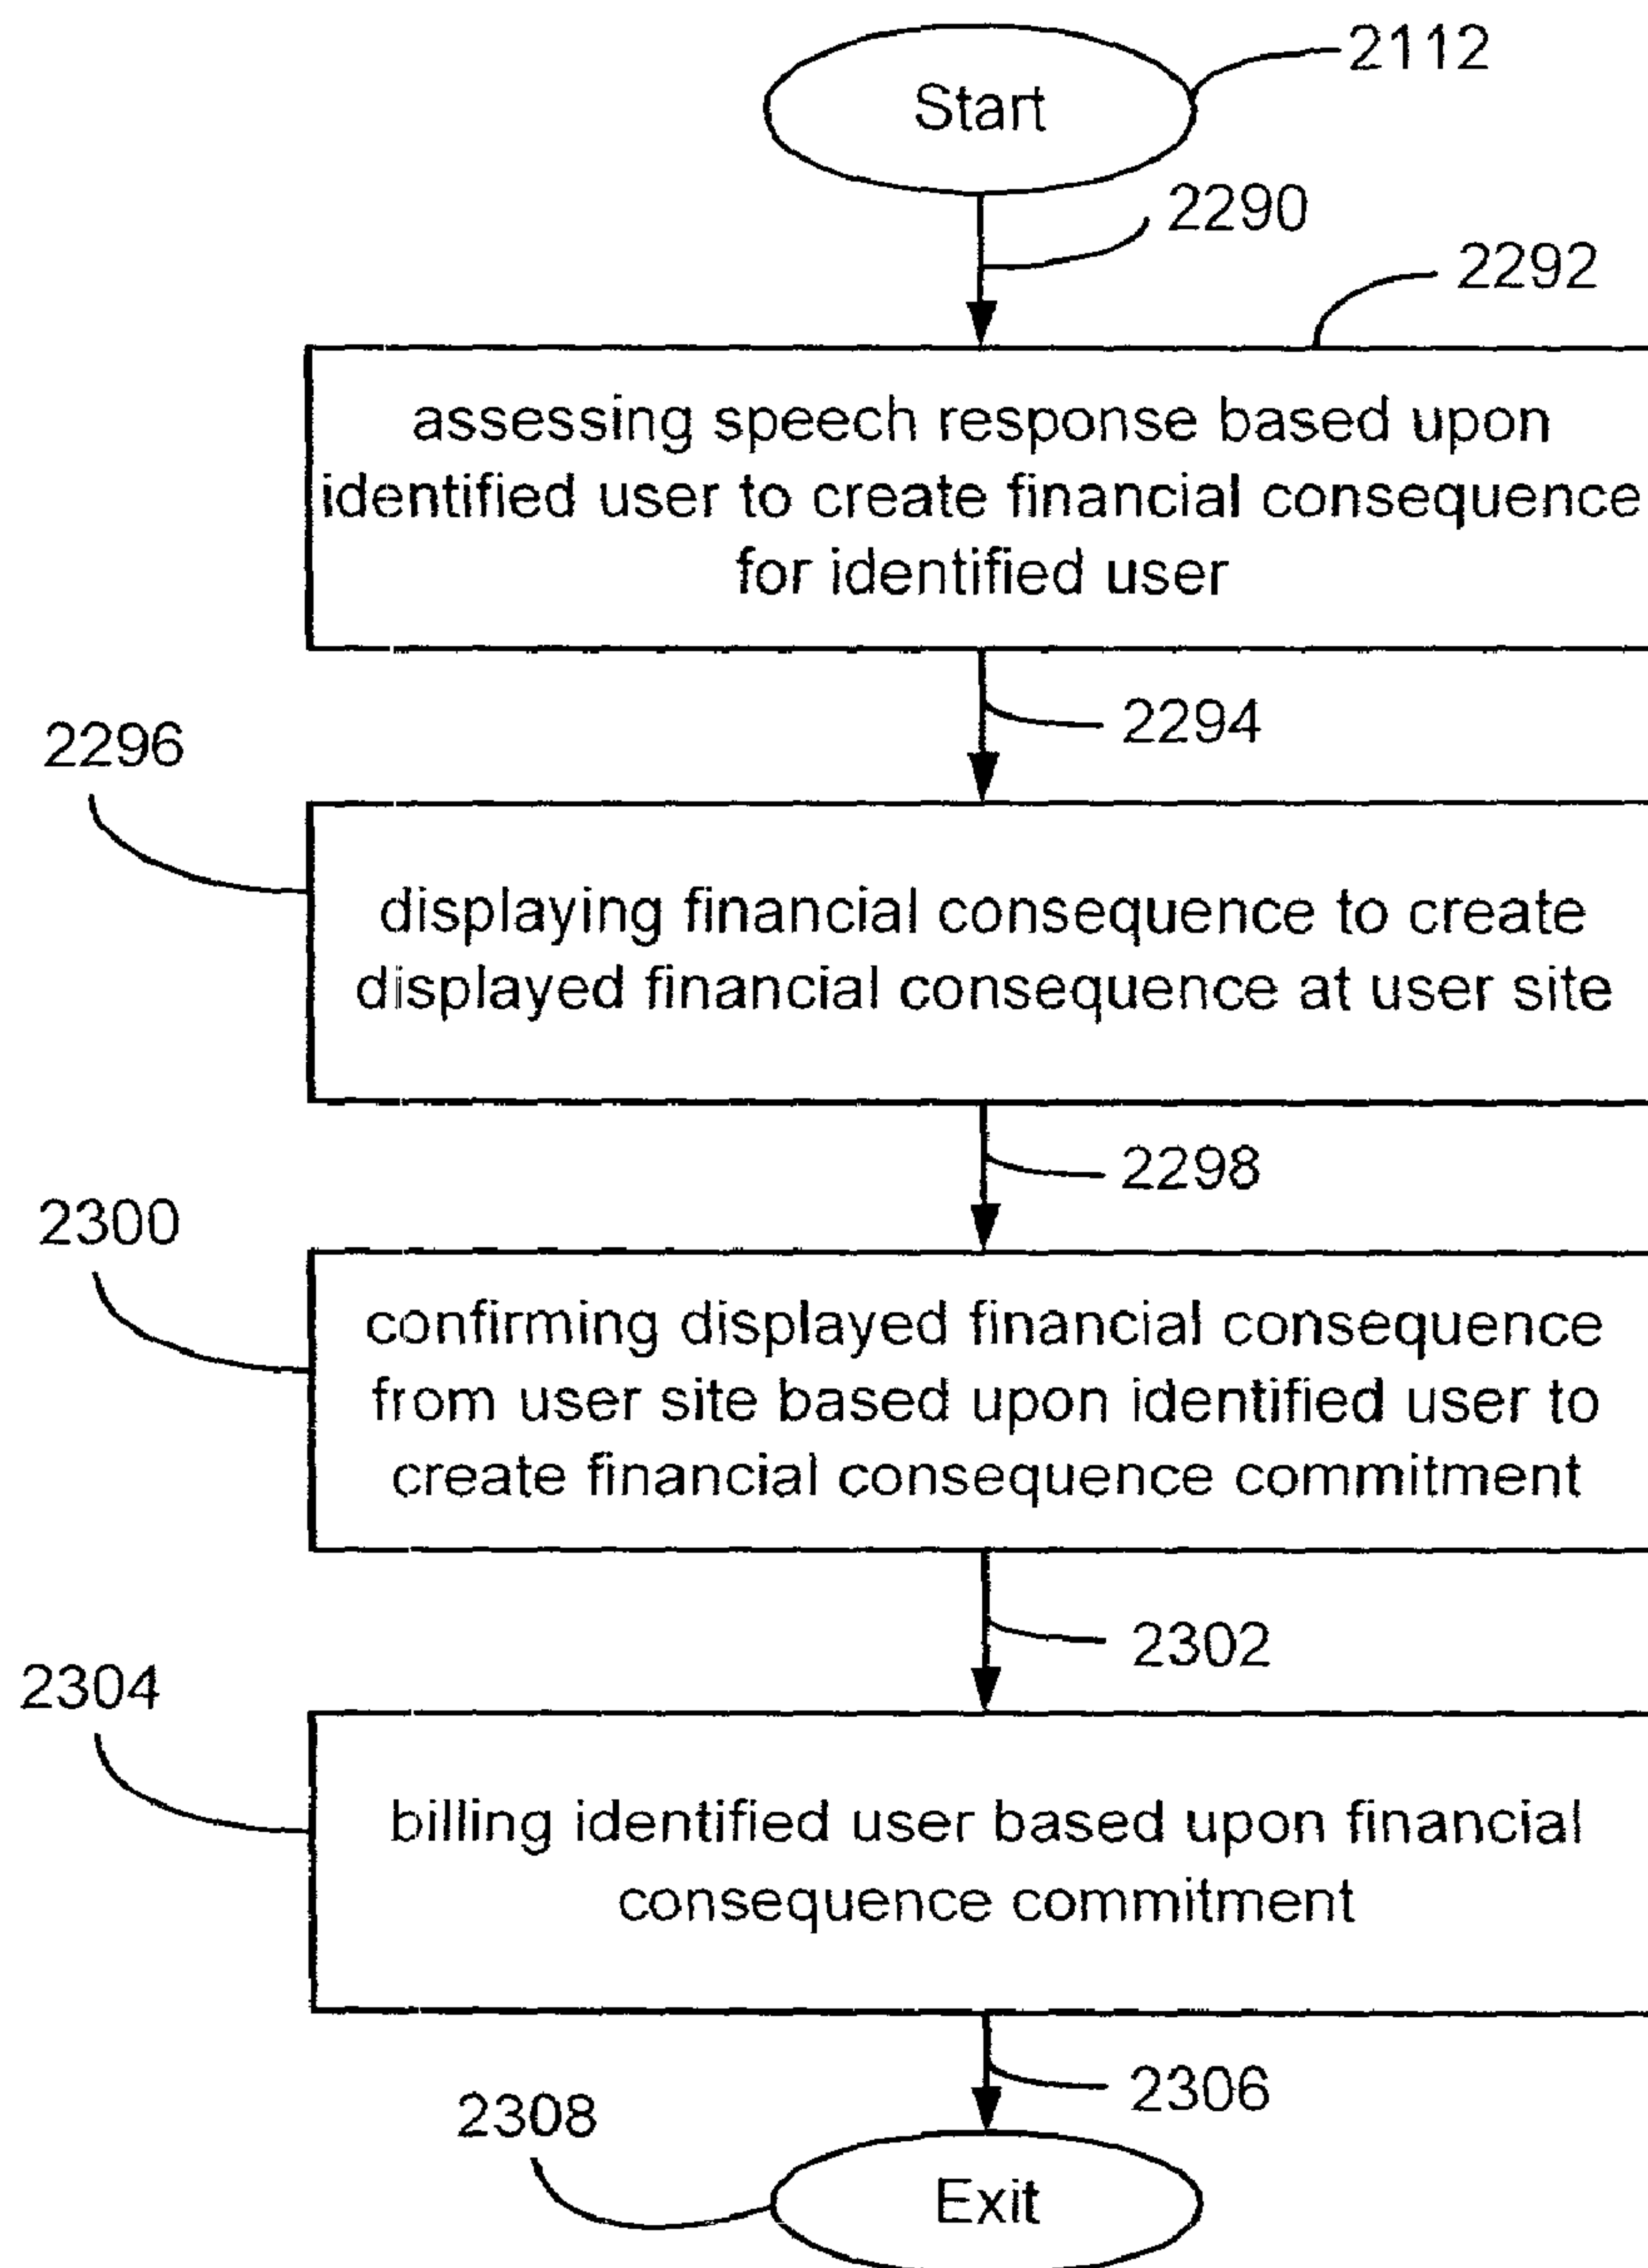 2112
Start
2290
2292
assessing speech response based upon
identified user to create financial consequence
for identified user
2294
2296
displaying financial consequence to create
displayed financial consequence at user site
2298
2300
confirming displayed financial consequence
from user site based upon identified user to
create financial consequence commitment
2302
2304
billing identified user based upon financial
consequence commitment
2306
2308
Exit